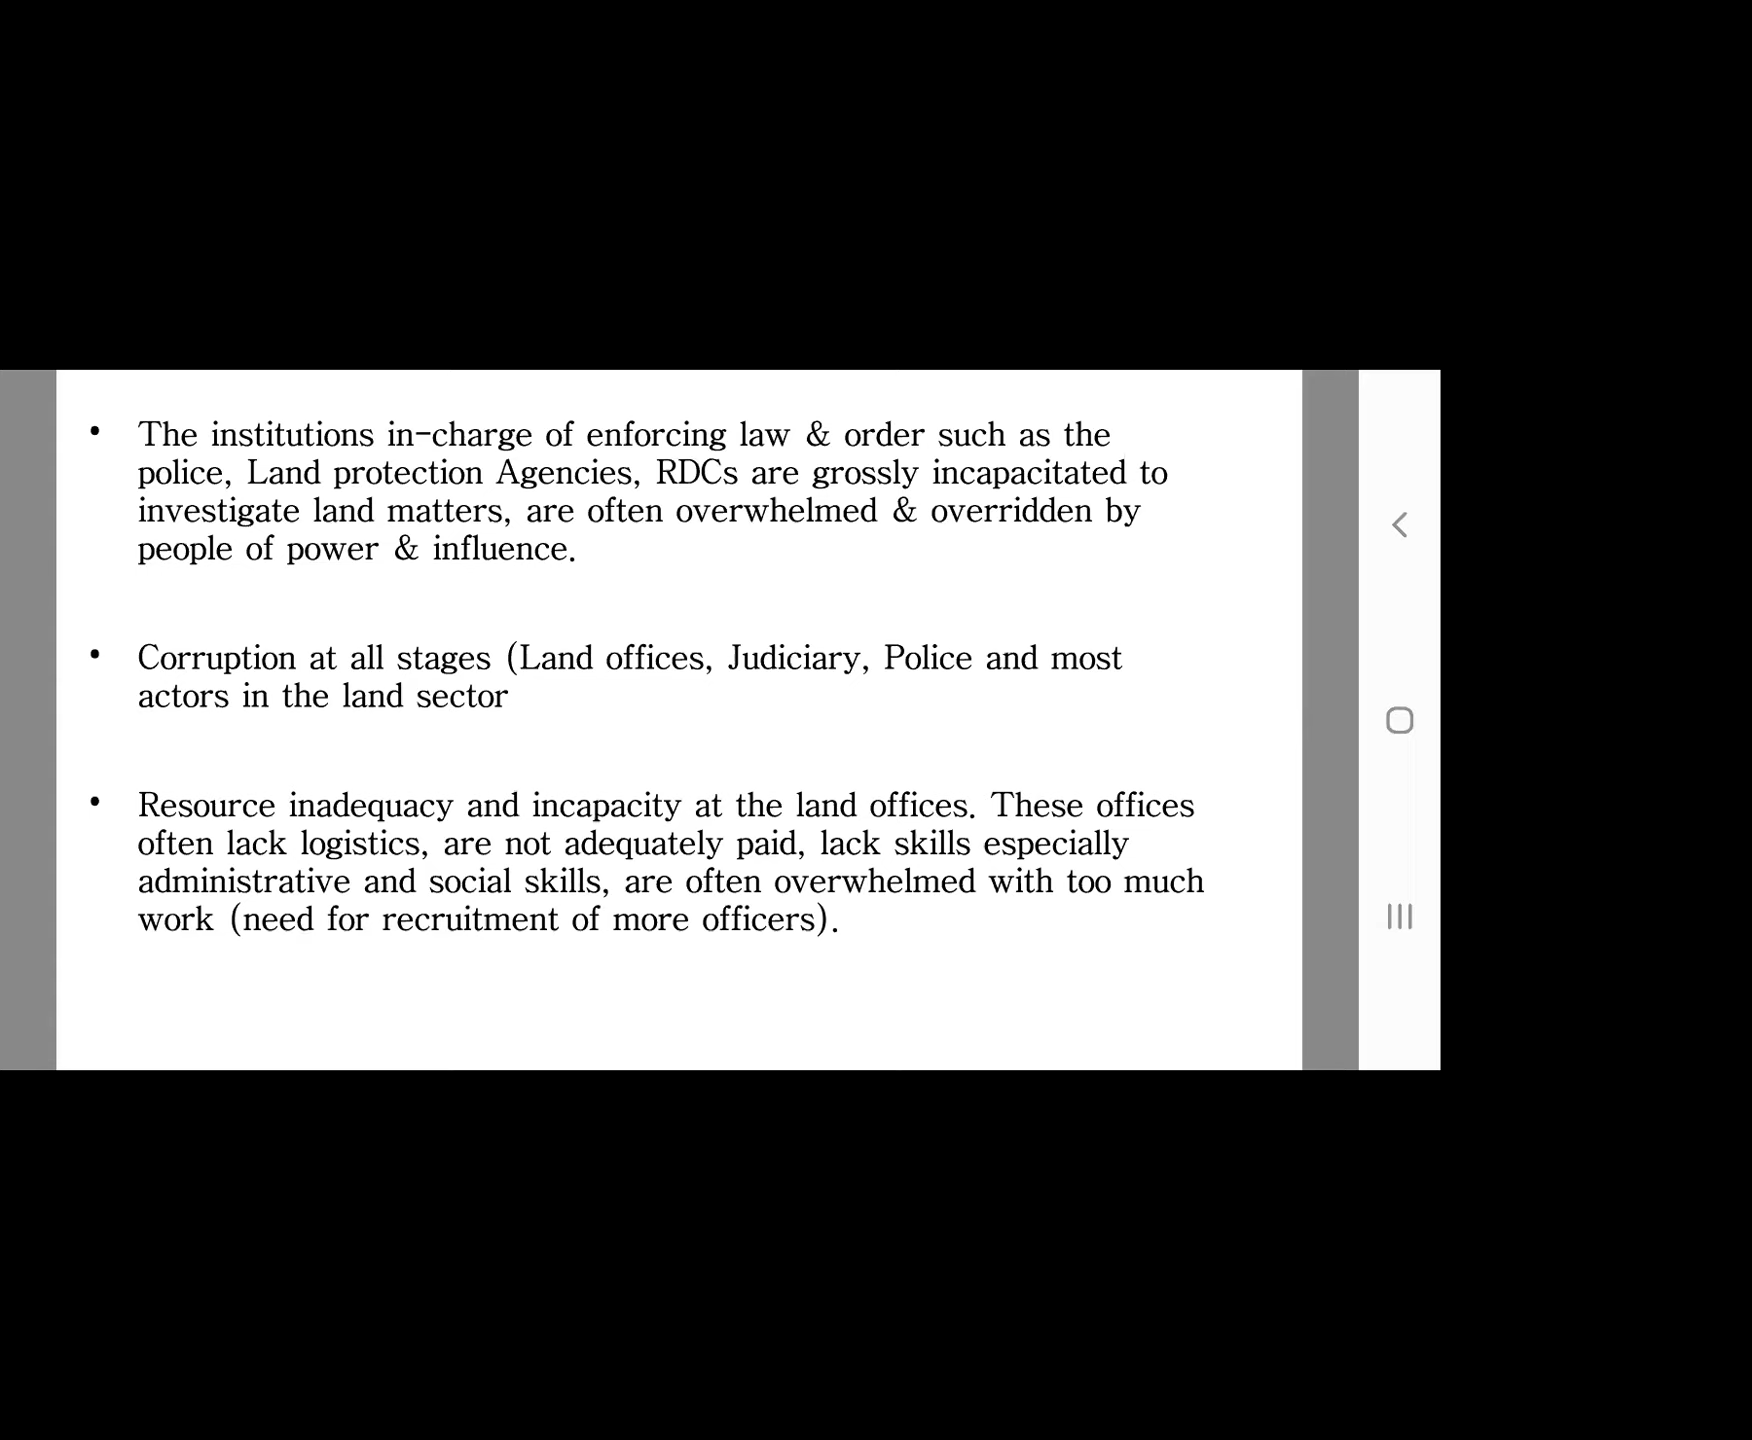 • The institutions in-charge of enforcing law & order such as the
police, Land protection Agencies, RDCs are grossly incapacitated to
investigate land matters, are often overwhelmed & overridden by
people of power & influence.
• Corruption at all stages (Land offices, Judiciary, Police and most
actors in the land sector
• Resource inadequacy and incapacity at the land offices. These offices
often lack logistics, are not adequately paid, lack skills especially
administrative and social skills, are often overwhelmed with too much
work (need for recruitment of more officers).